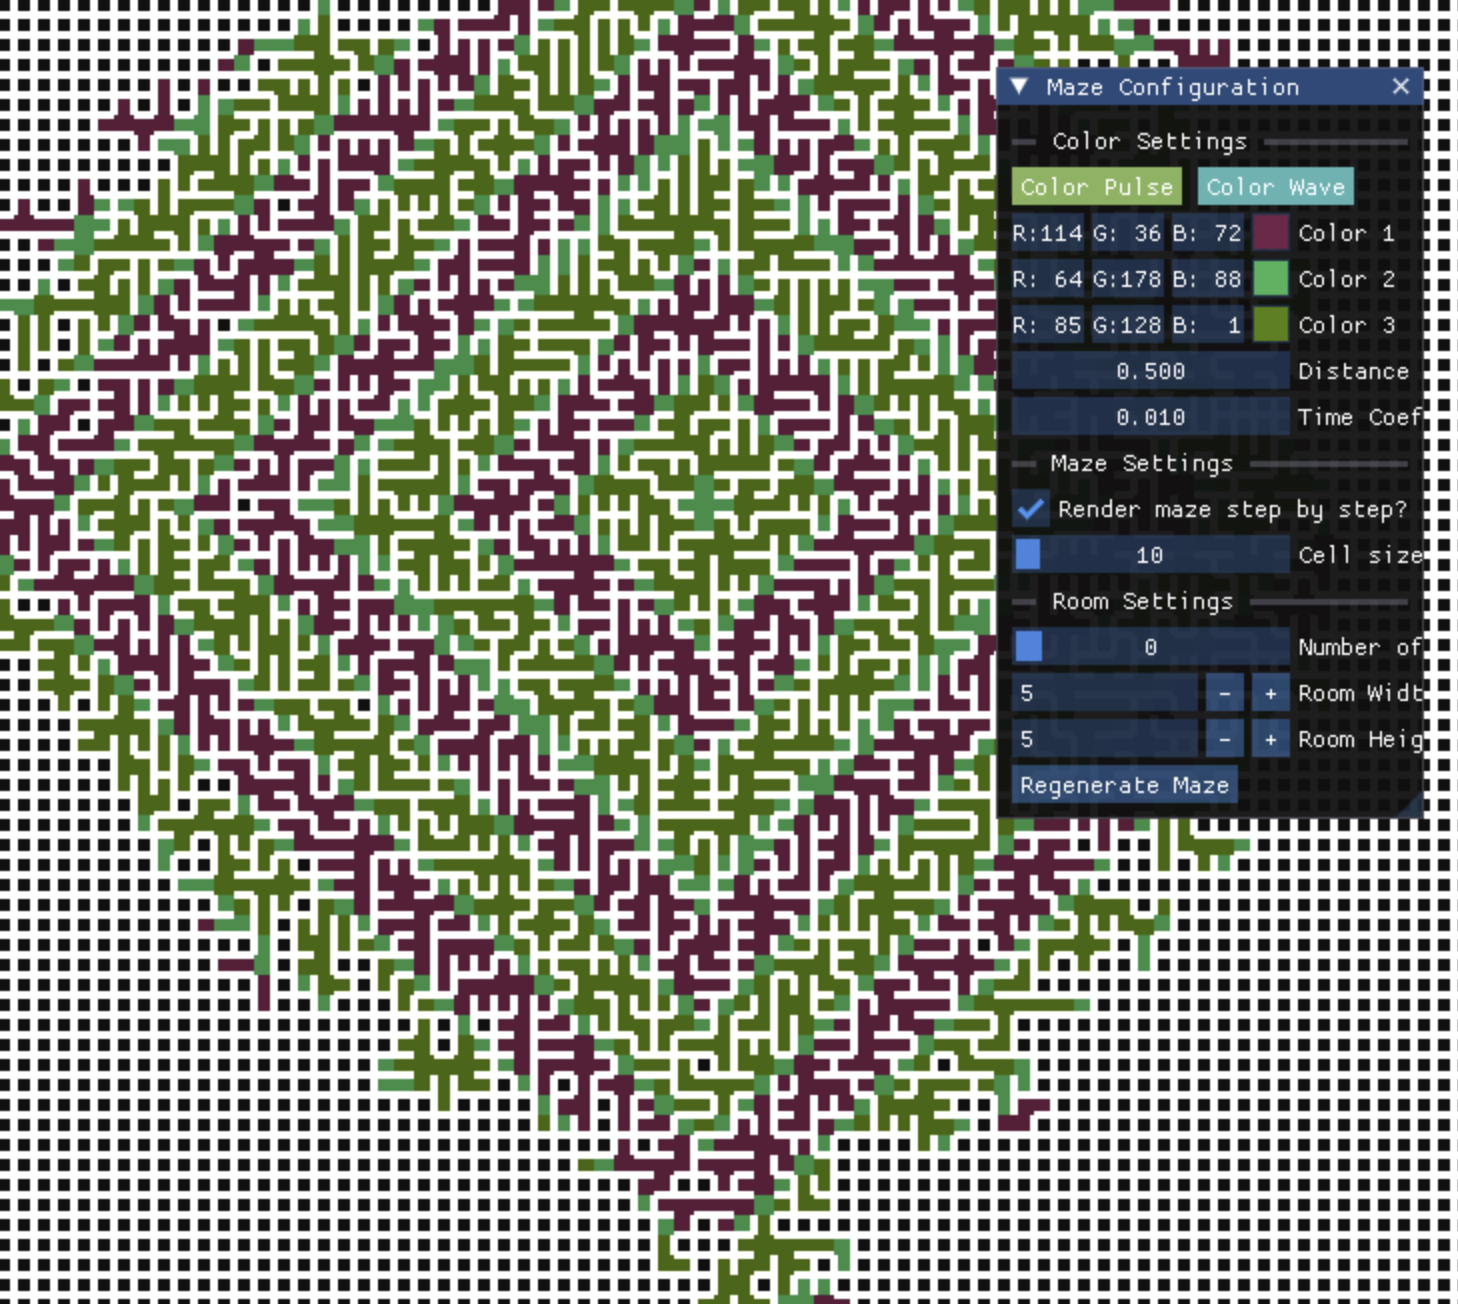 Maze Configuration
Color Settings
Color Pulse Color Wave
R:114 G: 36 B: 72 Color 1
R: 64 G:178 B: 88 Color 2
R: 85 G:128 B: 1 Color 3
0.500 Distance
0.010 Time Coef
Maze Settings
Render maze step by step?
10 Cell size
Room Settings
0 Number of
5 - + Room Widt
5 - + Room Heig
Regenerate Maze